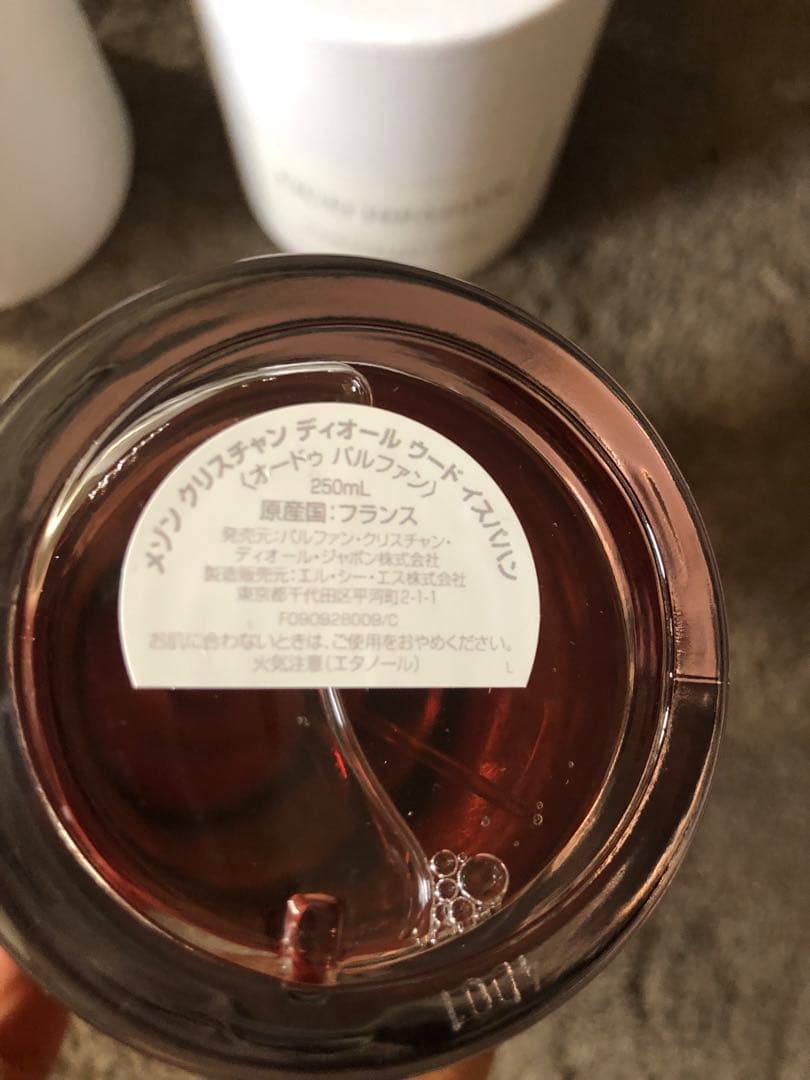 メゾン クリスチャン ディオール ウード イスパハン
(オードゥ パルファン)
250mL
原産国:フランス
発売元:パルファン・クリスチャン・
ディオール・ジャポン株式会社
製造販売元:エル・シー・エス株式会社
東京都千代田区平河町2-1-1
F090928009/C
お肌に合わないときは、ご使用をおやめください。
火気注意(エタノール)
L